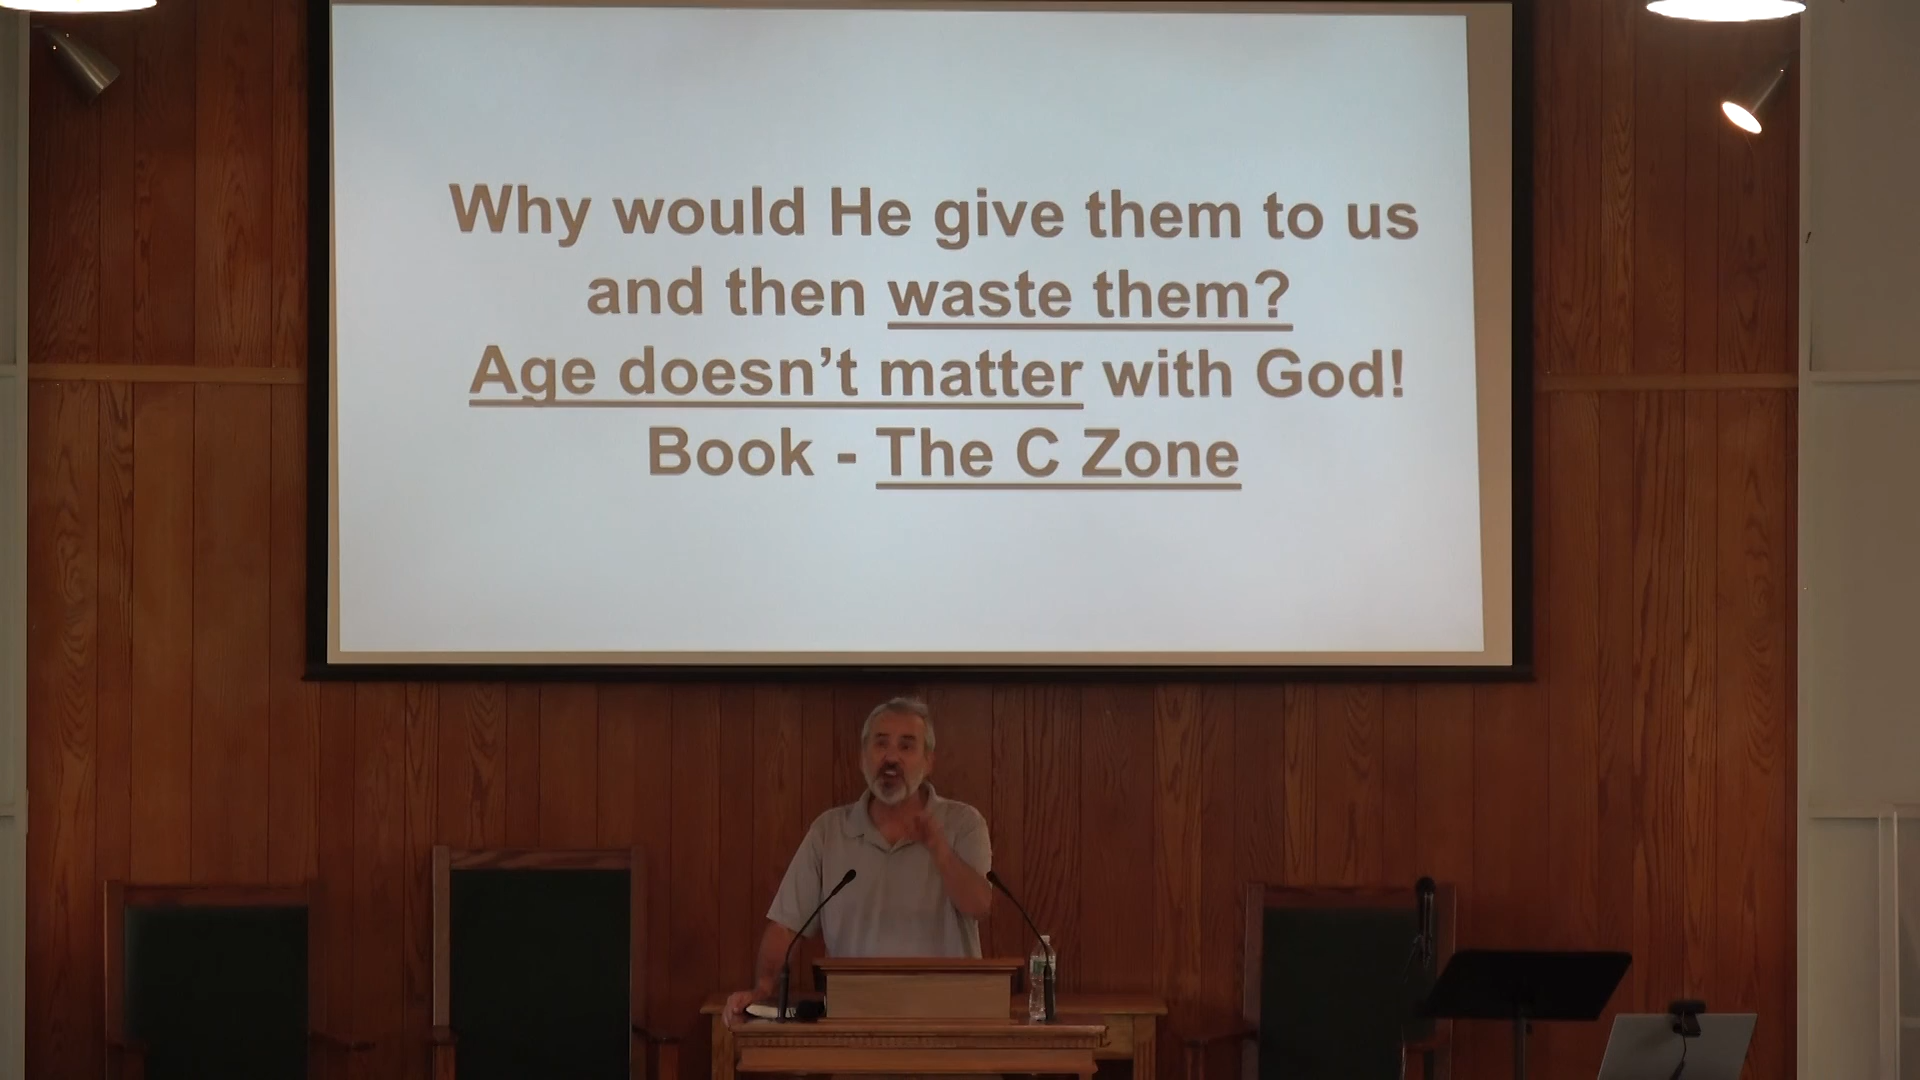 Why would He give them to us
and then waste them?
Age doesn’t matter with God!
Book - The C Zone